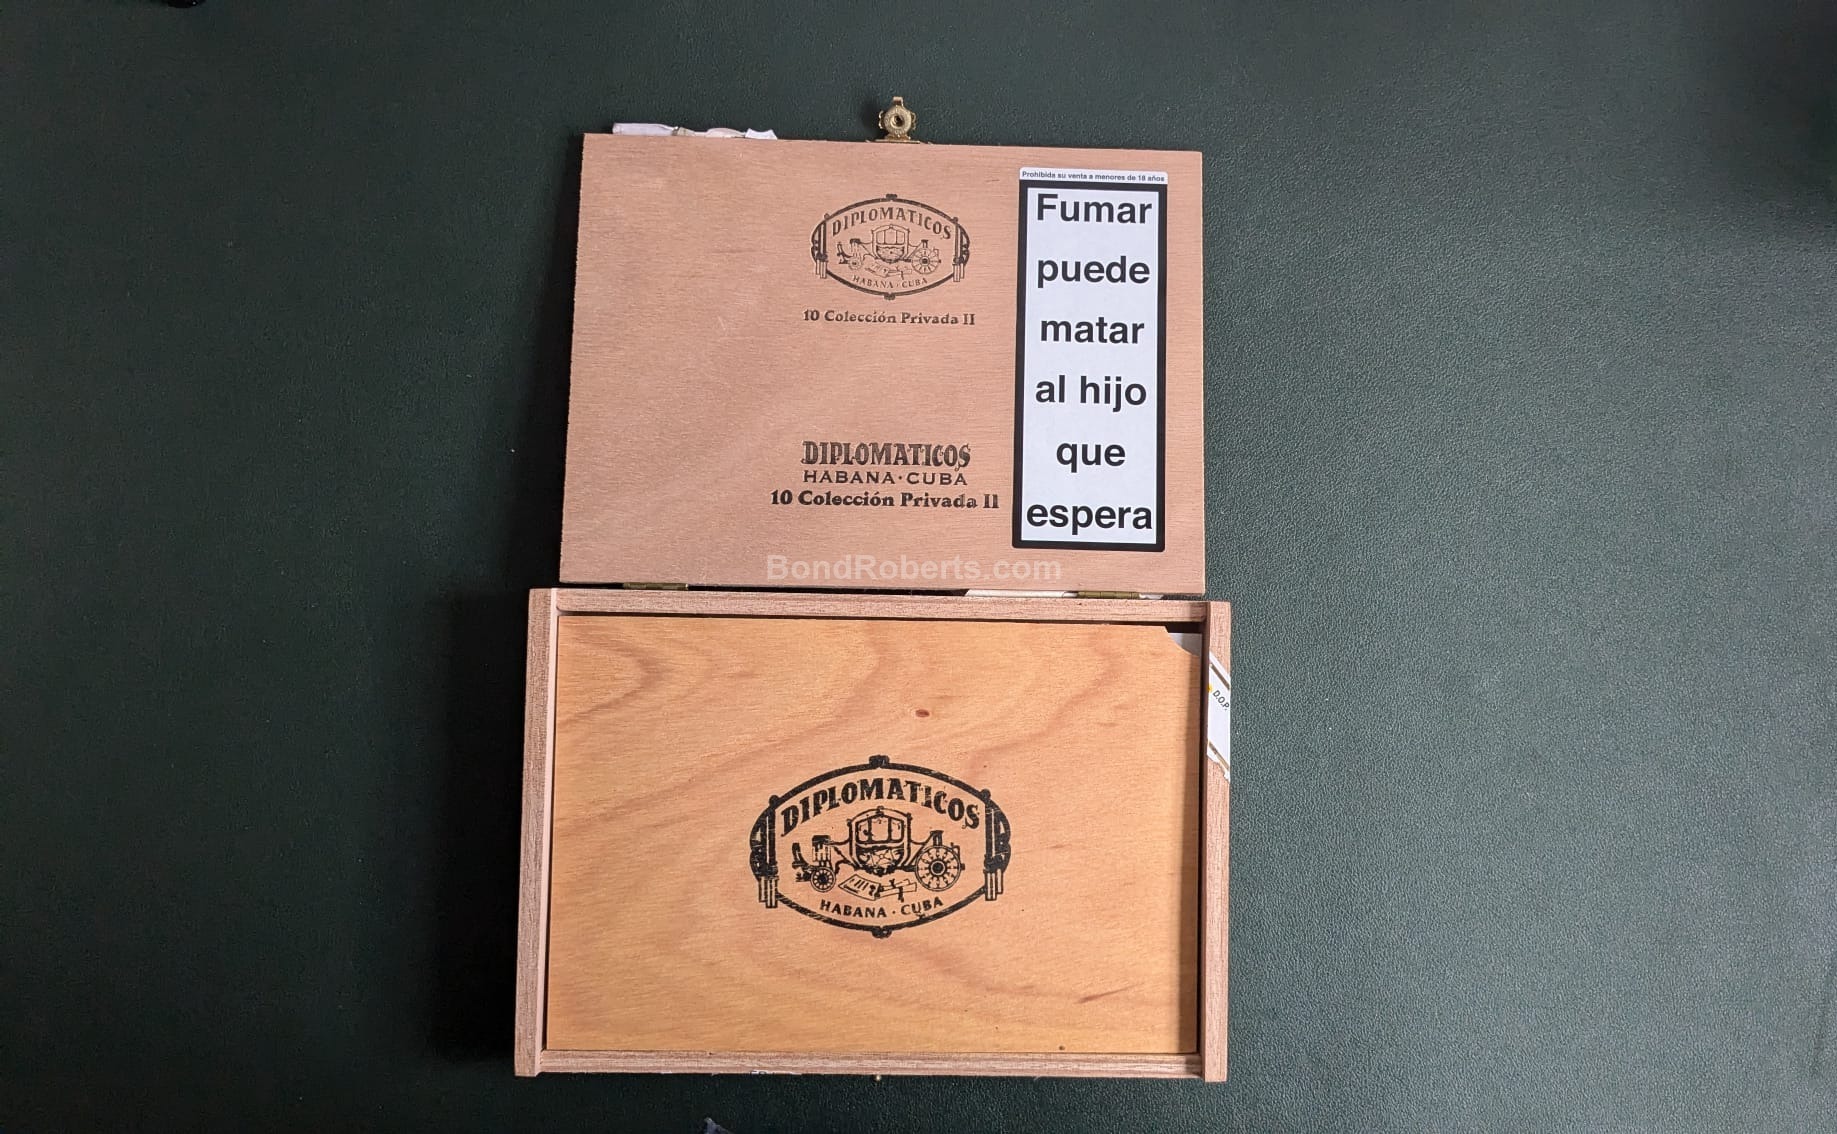 Prohibida su venta a menores de 18 años
Fumar
puede
matar
al hijo
que
espera
DIPLOMATICOS
HABANA · CUBA
10 Colección Privada II
DIPLOMATICOS
HABANA · CUBA
10 Colección Privada II
BondRoberts.com
D.O.P.
DIPLOMATICOS
HABANA · CUBA